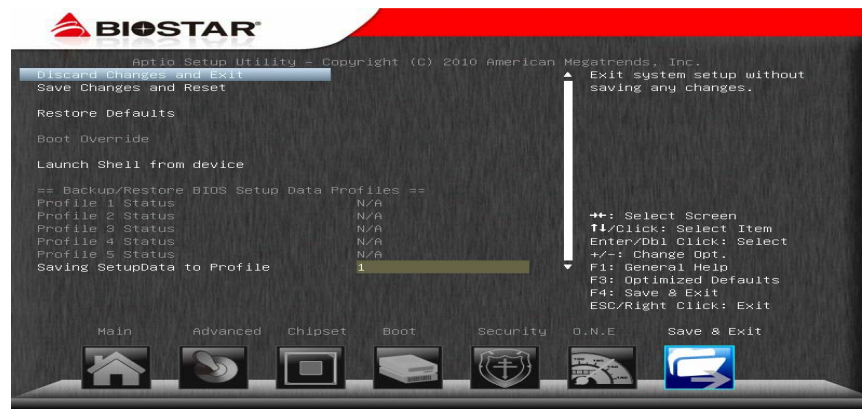 BIOSTAR
Aptio Setup Utility - Copyright (C) 2010 American Megatrends, Inc.
Discard Changes and Exit
Save Changes and Reset
Restore Defaults
Boot Override
Launch Shell from device
== Backup/Restore BIOS Setup Data Profiles ==
Profile 1 Status N/A
Profile 2 Status N/A
Profile 3 Status N/A
Profile 4 Status N/A
Profile 5 Status N/A
Saving SetupData to Profile 1
Exit system setup without
saving any changes.
→←: Select Screen
↑↓/Click: Select Item
Enter/Dbl Click: Select
+/-: Change Opt.
F1: General Help
F3: Optimized Defaults
F4: Save & Exit
ESC/Right Click: Exit
Main Advanced Chipset Boot Security O.N.E Save & Exit